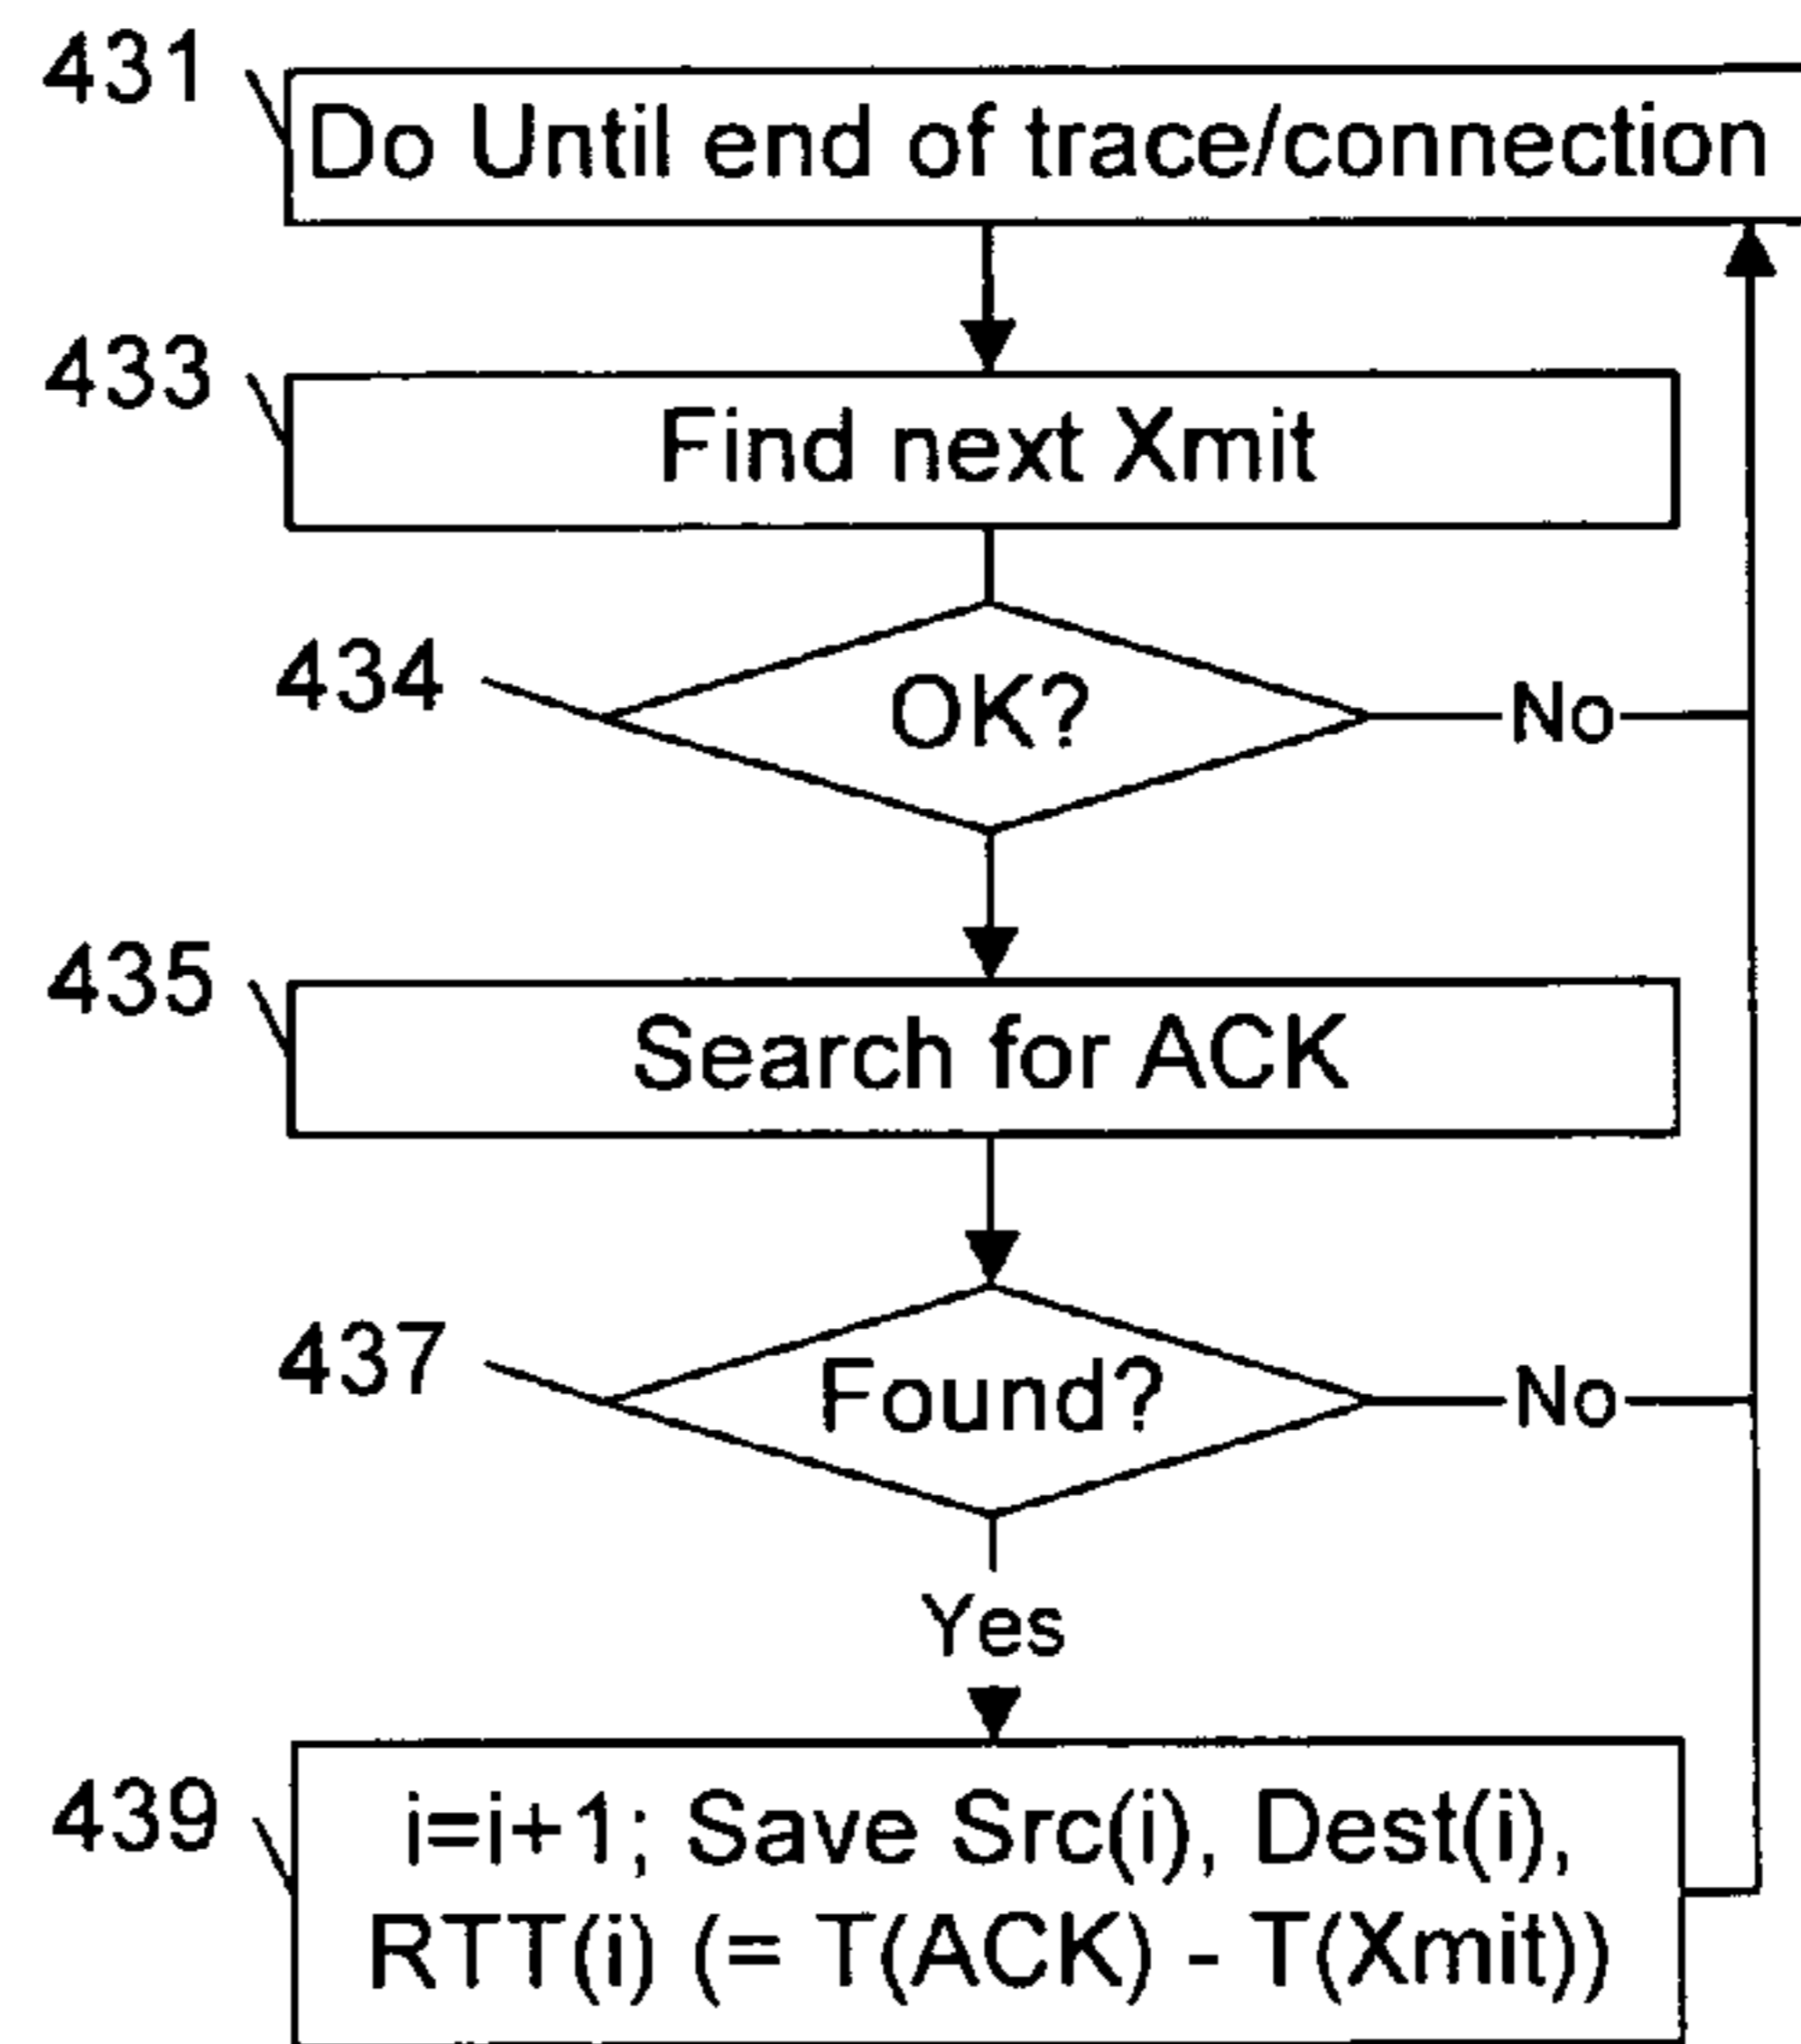 431
Do Until end of trace/connection
433
Find next Xmit
434
OK?
No
435
Search for ACK
437
Found?
No
Yes
439
i=i+1; Save Src(i), Dest(i),
RTT(i) (= T(ACK) - T(Xmit))